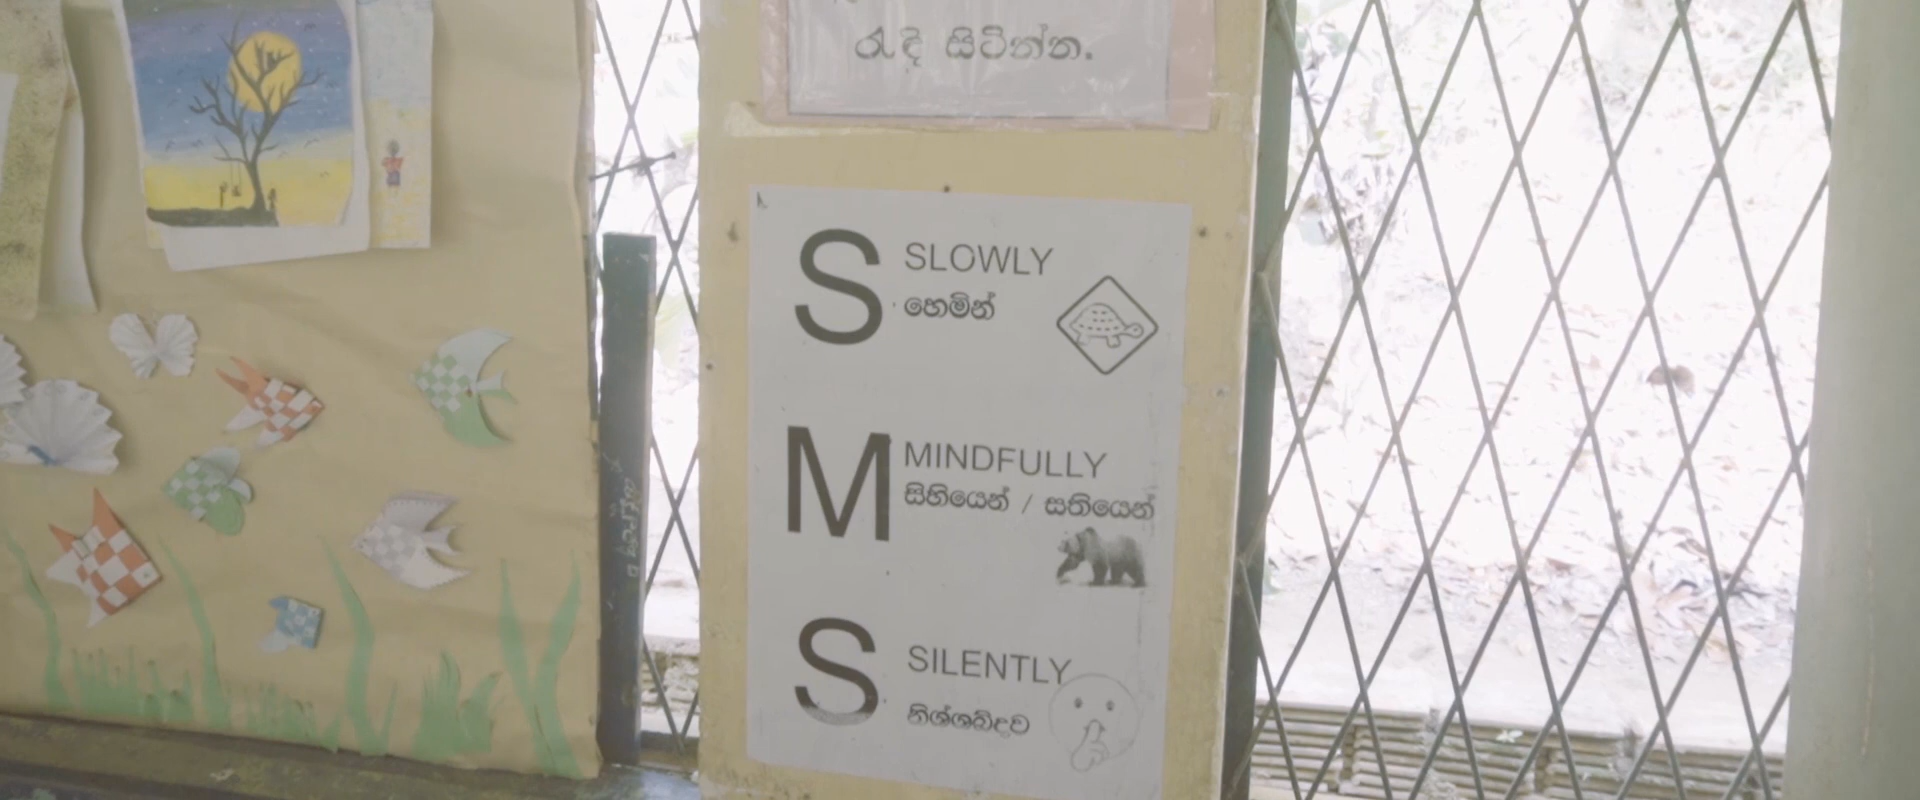 රැඳි සිටින්න.
S SLOWLY
හෙමින්
M MINDFULLY
සිහියෙන් / සතියෙන්
S SILENTLY
නිශ්ශබ්දව